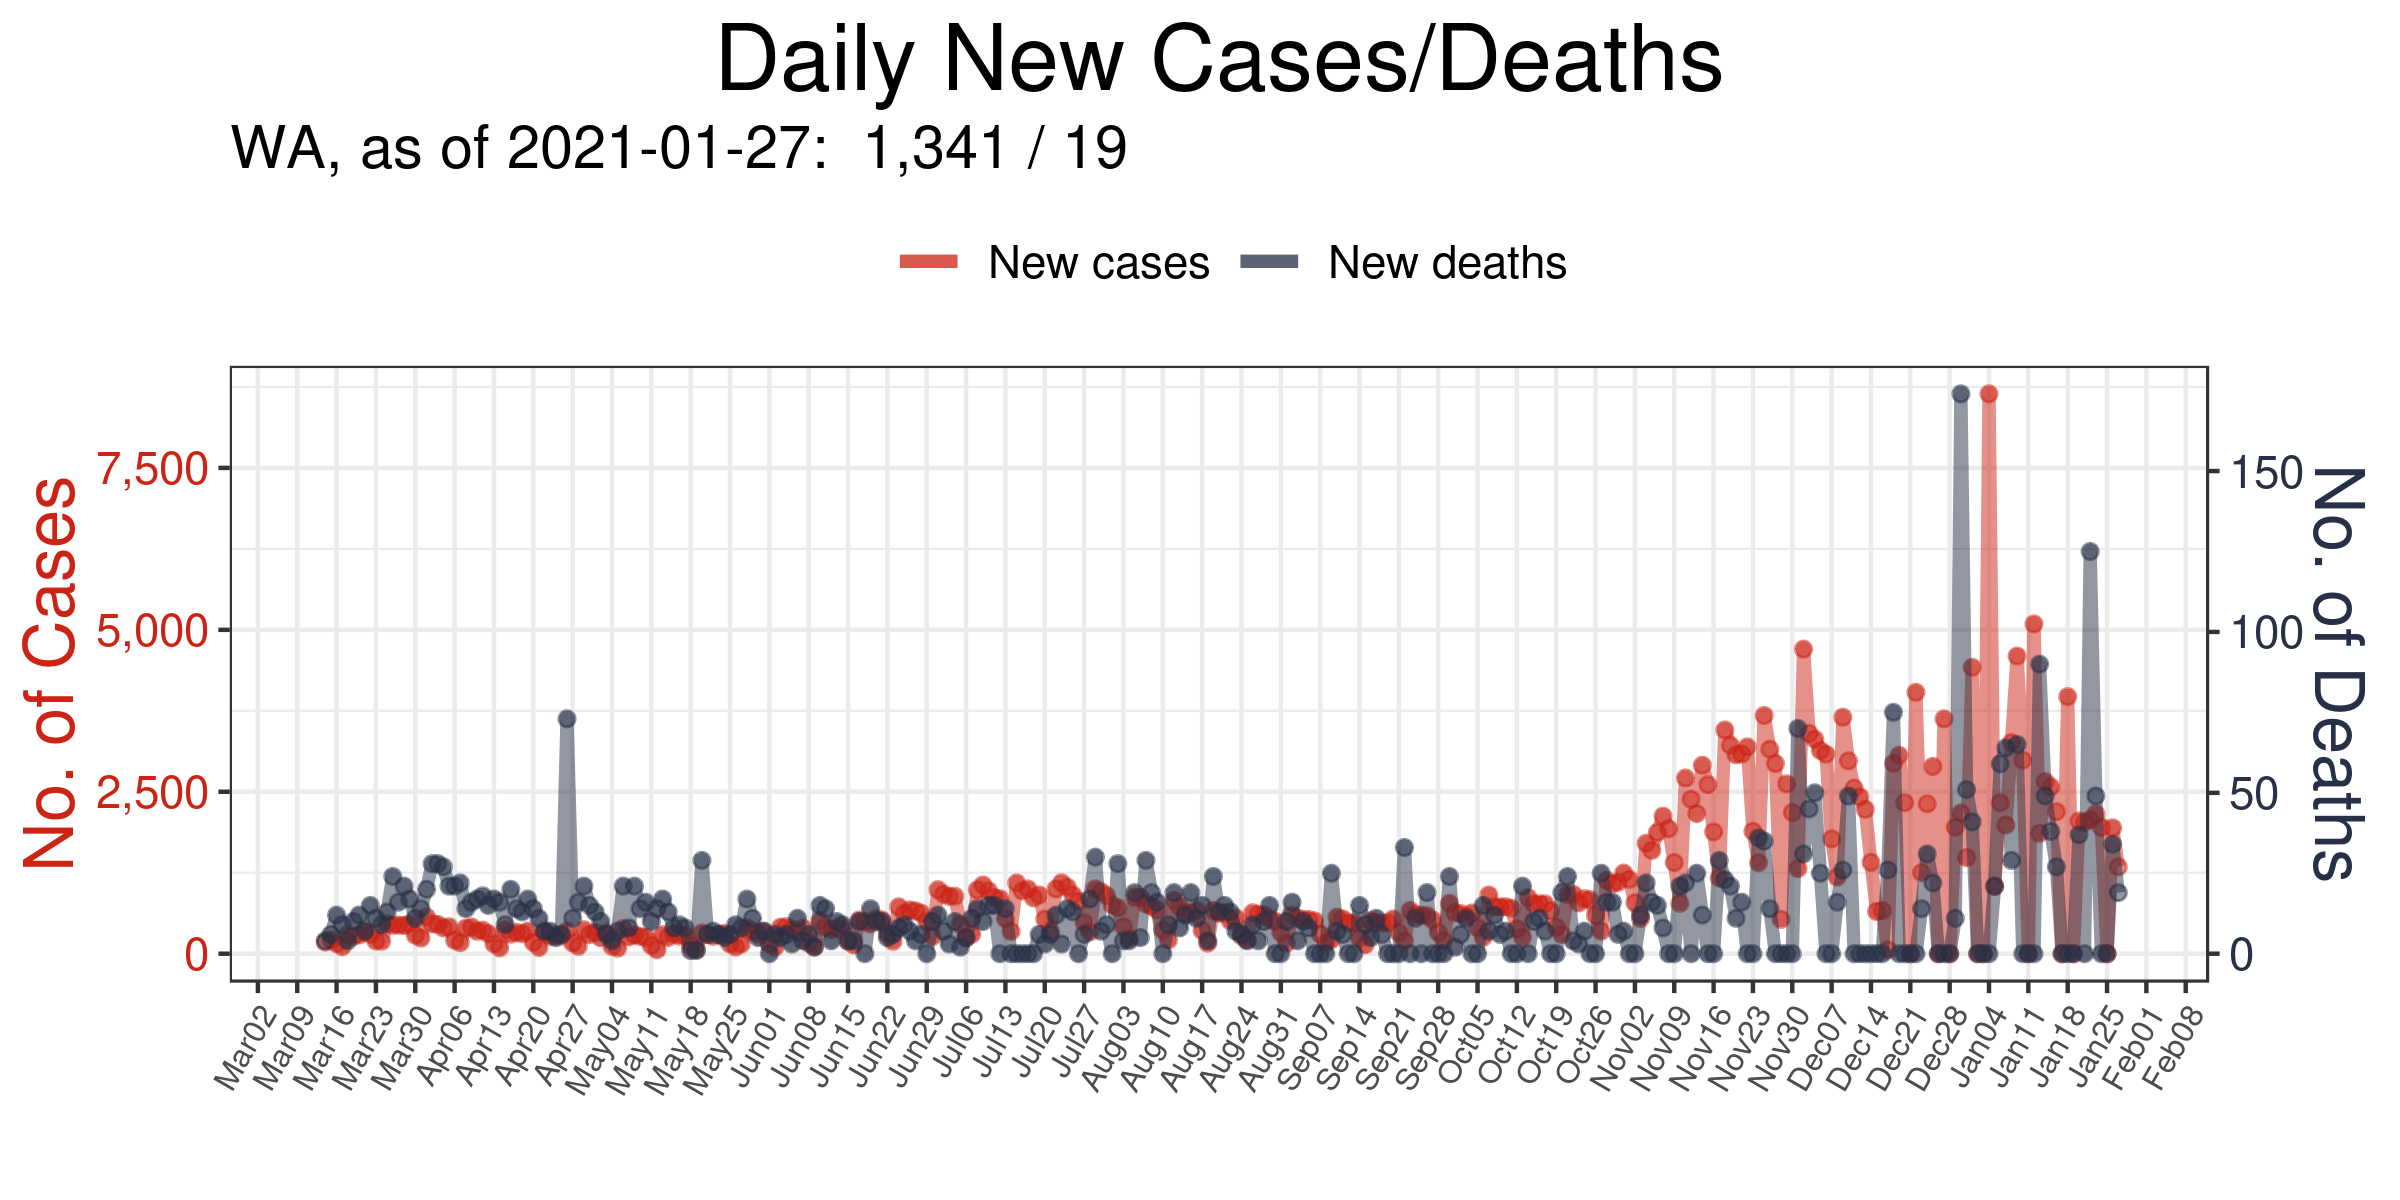 Daily New Cases/Deaths
WA, as of 2021-01-27: 1,341 / 19
New cases
New deaths
No. of Cases
7,500
5,000
2,500
0
150
100
50
0
No. of Deaths
Mar02
Mar09
Mar16
Mar23
Mar30
Apr06
Apr13
Apr20
Apr27
May04
May11
May18
May25
Jun01
Jun08
Jun15
Jun22
Jun29
Jul06
Jul13
Jul20
Jul27
Aug03
Aug10
Aug17
Aug24
Aug31
Sep07
Sep14
Sep21
Sep28
Oct05
Oct12
Oct19
Oct26
Nov02
Nov09
Nov16
Nov23
Nov30
Dec07
Dec14
Dec21
Dec28
Jan04
Jan11
Jan18
Jan25
Feb01
Feb08